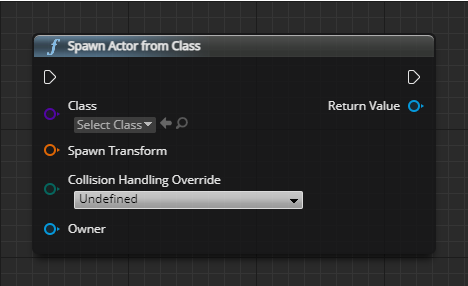 Spawn Actor from Class
Class
Select Class
Return Value
Spawn Transform
Collision Handling Override
Undefined
Owner